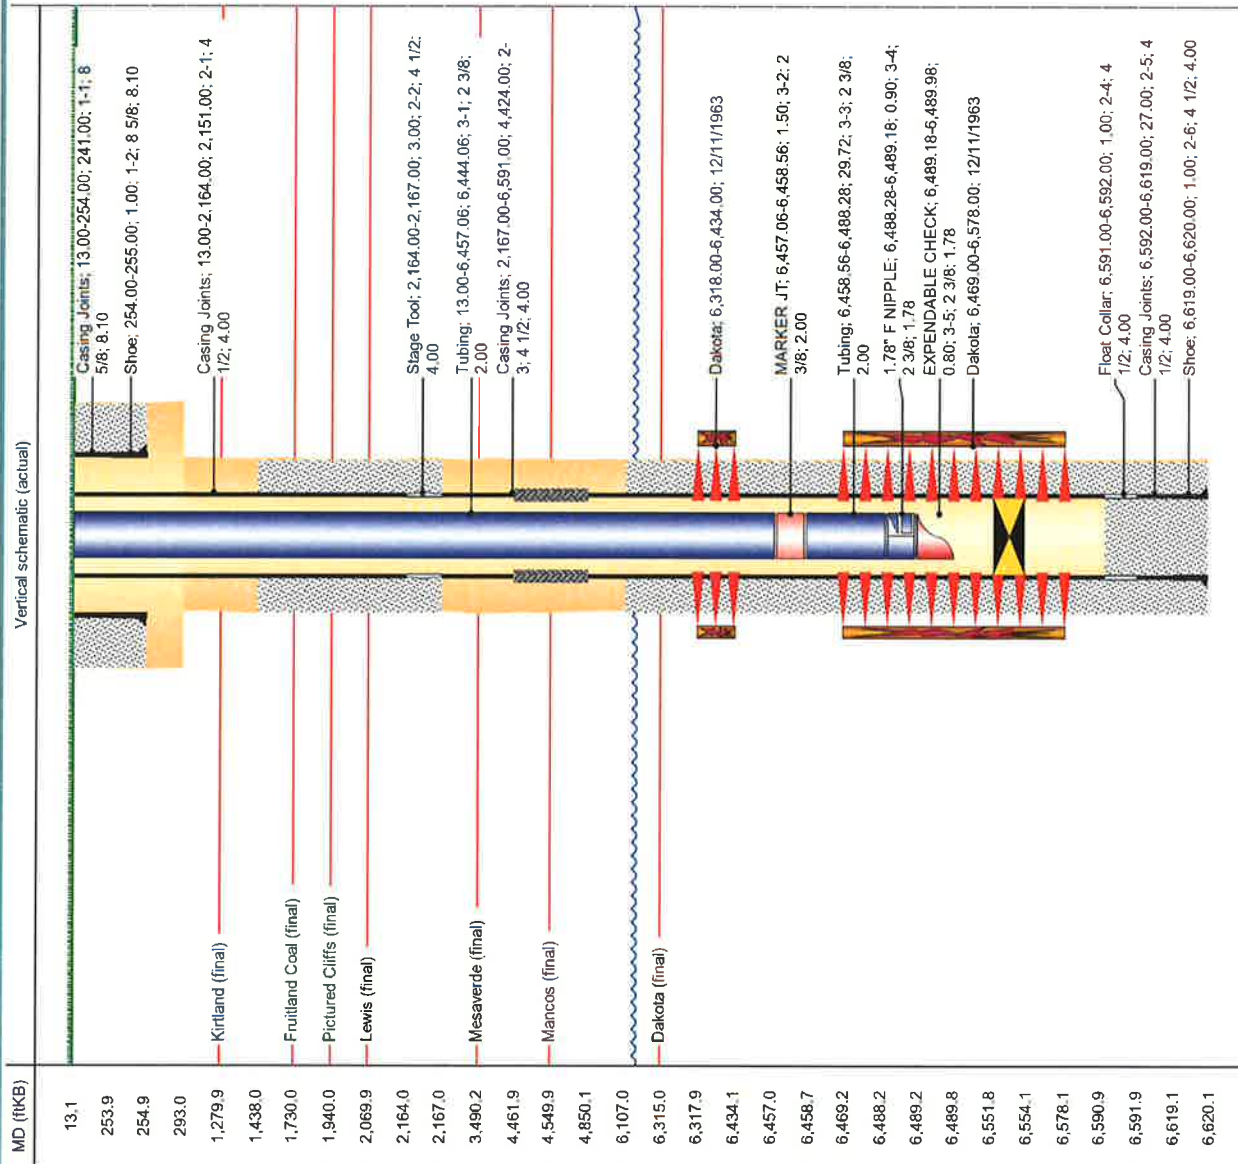 Vertical schematic (actual)
MD (ftKB)
13.1
253.9
254.9
293.0
1,279.9
1,438.0
1,730.0
1,940.0
2,069.9
2,164.0
2,167.0
3,490.2
4,461.9
4,549.9
4,850.1
6,107.0
6,315.0
6,317.9
6,434.1
6,457.0
6,458.7
6,469.2
6,488.2
6,489.2
6,489.8
6,551.8
6,554.1
6,578.1
6,590.9
6,591.9
6,619.1
6,620.1
Kirtland (final)
Fruitland Coal (final)
Pictured Cliffs (final)
Lewis (final)
Mesaverde (final)
Mancos (final)
Dakota (final)
Casing Joints; 13.00-254.00; 241.00; 1-1; 8
5/8; 8.10
Shoe; 254.00-255.00; 1.00; 1-2; 8 5/8; 8.10
Casing Joints; 13.00-2,164.00; 2,151.00; 2-1; 4
1/2; 4.00
Stage Tool; 2,164.00-2,167.00; 3.00; 2-2; 4 1/2;
4.00
Tubing; 13.00-6,457.06; 6,444.06; 3-1; 2 3/8;
2.00
Casing Joints; 2,167.00-6,591.00; 4,424.00; 2-
3; 4 1/2; 4.00
Dakota; 6,318.00-6,434.00; 12/11/1963
MARKER JT; 6,457.06-6,458.56; 1.50; 3-2; 2
3/8; 2.00
Tubing; 6,458.56-6,488.28; 29.72; 3-3; 2 3/8;
2.00
1.78" F NIPPLE; 6,488.28-6,489.18; 0.90; 3-4;
2 3/8; 1.78
EXPENDABLE CHECK; 6,489.18-6,489.98;
0.80; 3-5; 2 3/8; 1.78
Dakota; 6,469.00-6,578.00; 12/11/1963
Float Collar; 6,591.00-6,592.00; 1.00; 2-4; 4
1/2; 4.00
Casing Joints; 6,592.00-6,619.00; 27.00; 2-5; 4
1/2; 4.00
Shoe; 6,619.00-6,620.00; 1.00; 2-6; 4 1/2; 4.00